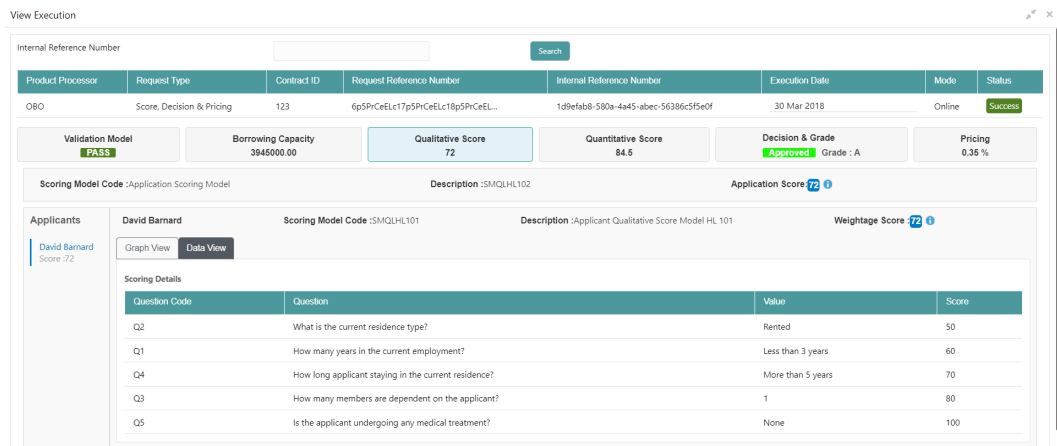 View Execution
Internal Reference Number
Search
Product Processor Request Type Contract ID Request Reference Number Internal Reference Number Execution Date Mode Status
OBO Score, Decision & Pricing 123 6p5PrCeELc17p5PrCeELc18p5PrCeEL... 1d9efab8-580a-4a45-abec-56386c5f5e0f 30 Mar 2018 Online Success
Validation Model Borrowing Capacity Qualitative Score Quantitative Score Decision & Grade Pricing
PASS 3945000.00 72 84.5 Approved Grade : A 0.35 %
Scoring Model Code :Application Scoring Model Description :SMQLHL102 Application Score:72
Applicants David Barnard Scoring Model Code :SMQLHL101 Description :Applicant Qualitative Score Model HL 101 Weightage Score :72
David Barnard
Score :72
Graph View Data View
Scoring Details
Question Code Question Value Score
Q2 What is the current residence type? Rented 50
Q1 How many years in the current employment? Less than 3 years 60
Q4 How long applicant staying in the current residence? More than 5 years 70
Q3 How many members are dependent on the applicant? 1 80
Q5 Is the applicant undergoing any medical treatment? None 100